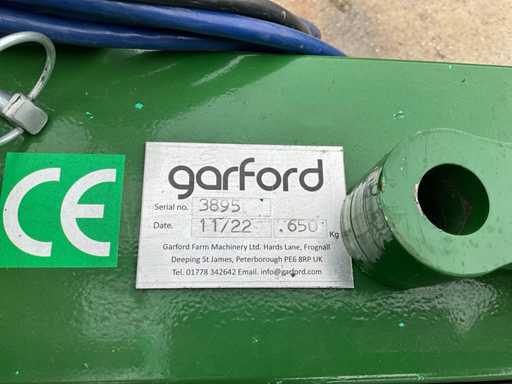 CE
garford
Serial no. 3895
Date. 11/22 .650 Kg
Garford Farm Machinery Ltd. Hards Lane, Frognall
Deeping St James, Peterborough PE6 8RP UK
Tel. 01778 342642 Email. info@garford.com